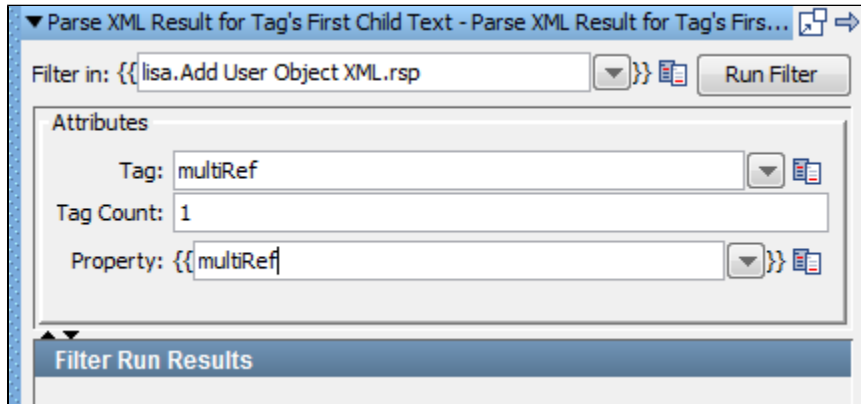 Parse XML Result for Tag's First Child Text - Parse XML Result for Tag's Firs...
Filter in: {{lisa.Add User Object XML.rsp}} Run Filter
Attributes
Tag: multiRef
Tag Count: 1
Property: {{multiRef}}
Filter Run Results